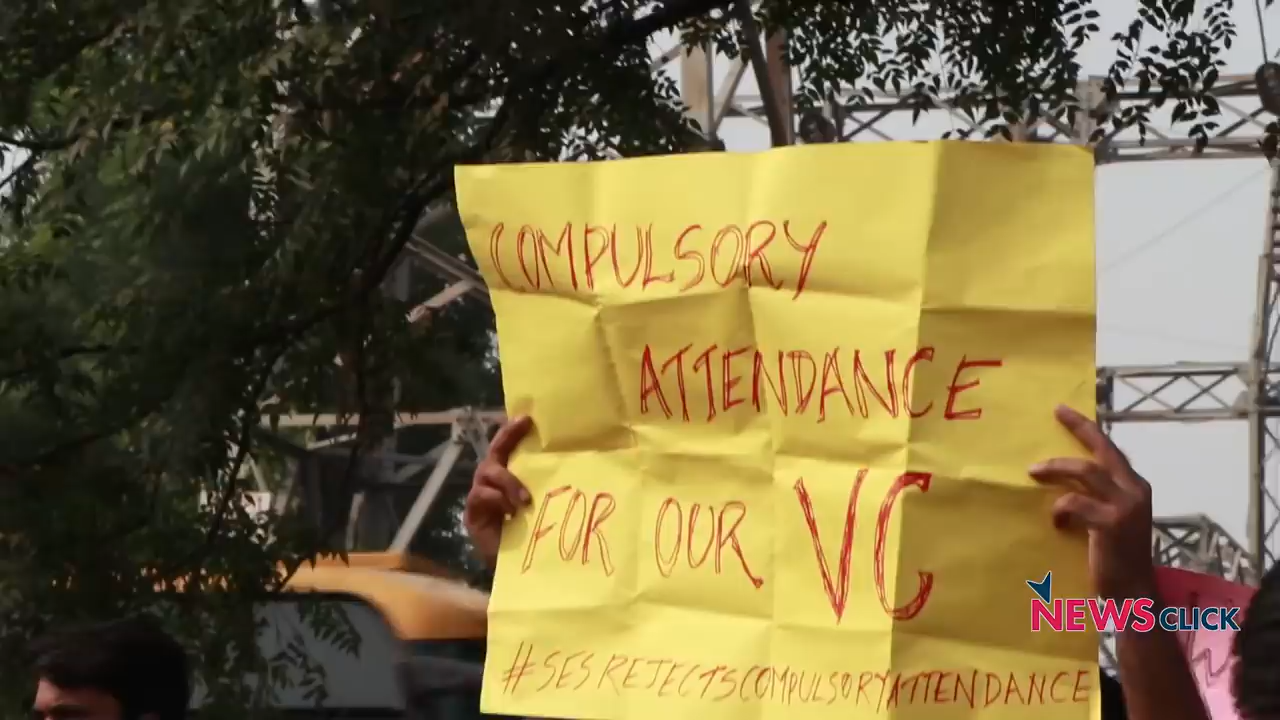 COMPULSORY
ATTENDANCE
FOR OUR VC
#SESREJECTSCOMPULSORYATTENDANCE
NEWSCLICK